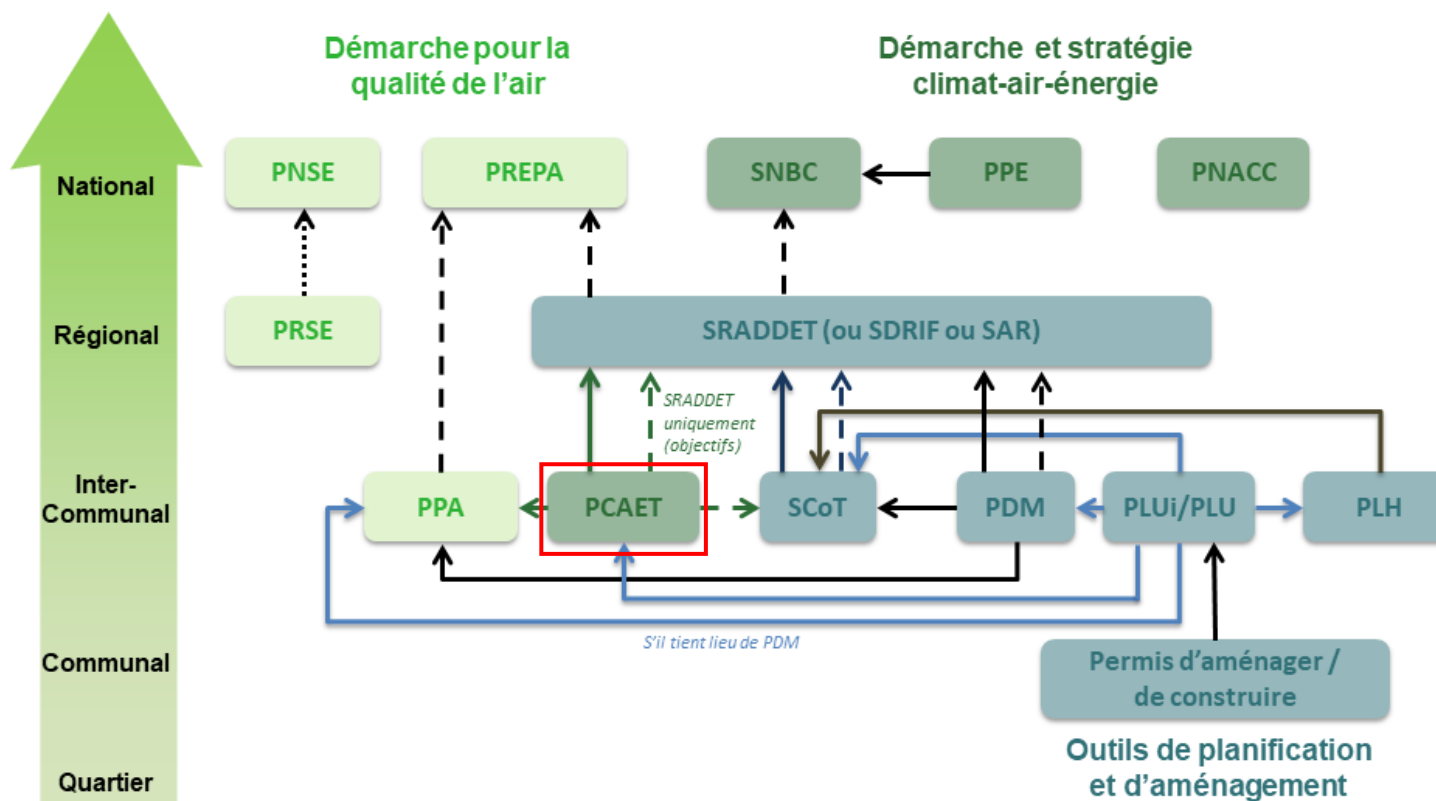 Démarche pour la
qualité de l'air
Démarche et stratégie
climat-air-énergie
National
PNSE
PREPA
SNBC
PPE
PNACC
Régional
PRSE
SRADDET (ou SDRIF ou SAR)
SRADDET
uniquement
(objectifs)
Inter-
Communal
PPA
PCAET
SCoT
PDM
PLUi/PLU
PLH
S'il tient lieu de PDM
Communal
Permis d'aménager /
de construire
Outils de planification
et d'aménagement
Quartier